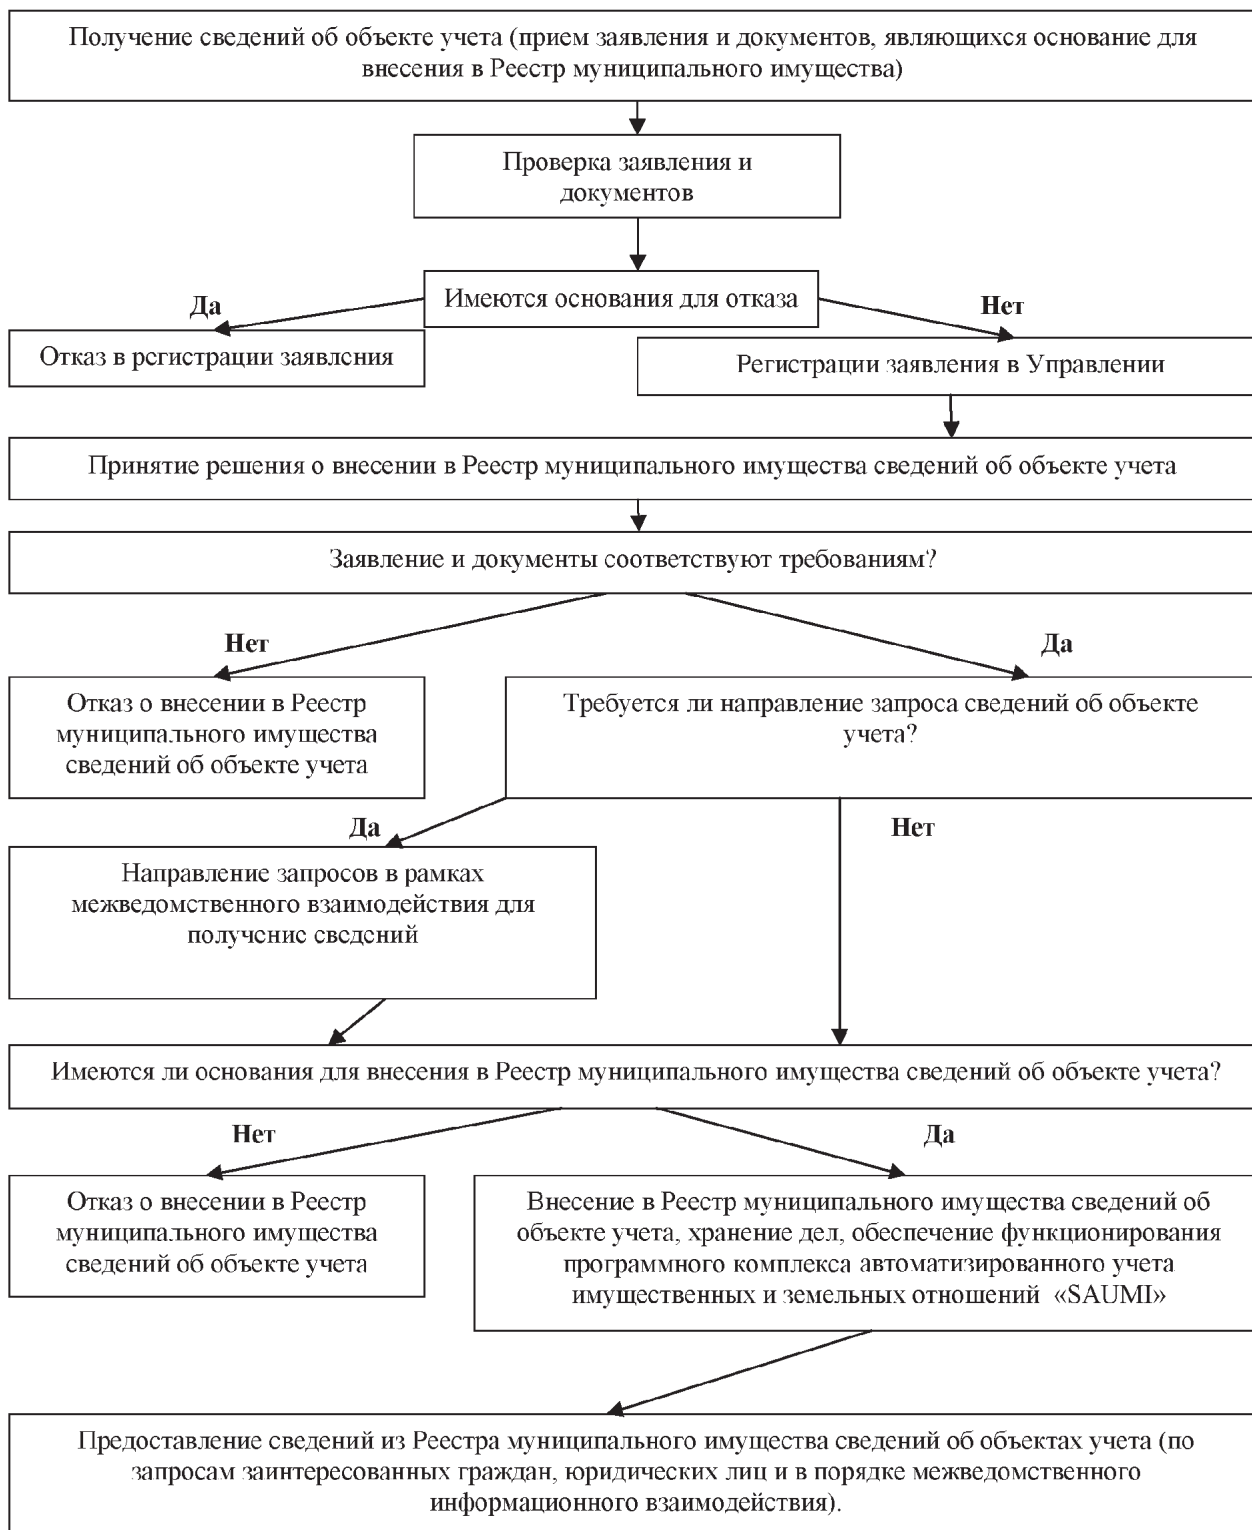 Получение сведений об объекте учета (прием заявления и документов, являющихся основание для
внесения в Реестр муниципального имущества)
Проверка заявления и
документов
Имеются основания для отказа
Да
Нет
Отказ в регистрации заявления
Регистрации заявления в Управлении
Принятие решения о внесении в Реестр муниципального имущества сведений об объекте учета
Заявление и документы соответствуют требованиям?
Нет
Да
Отказ о внесении в Реестр
муниципального имущества
сведений об объекте учета
Требуется ли направление запроса сведений об объекте
учета?
Да
Нет
Направление запросов в рамках
межведомственного взаимодействия для
получение сведений
Имеются ли основания для внесения в Реестр муниципального имущества сведений об объекте учета?
Нет
Да
Отказ о внесении в Реестр
муниципального имущества
сведений об объекте учета
Внесение в Реестр муниципального имущества сведений об
объекте учета, хранение дел, обеспечение функционирования
программного комплекса автоматизированного учета
имущественных и земельных отношений «SAUMI»
Предоставление сведений из Реестра муниципального имущества сведений об объектах учета (по
запросам заинтересованных граждан, юридических лиц и в порядке межведомственного
информационного взаимодействия).